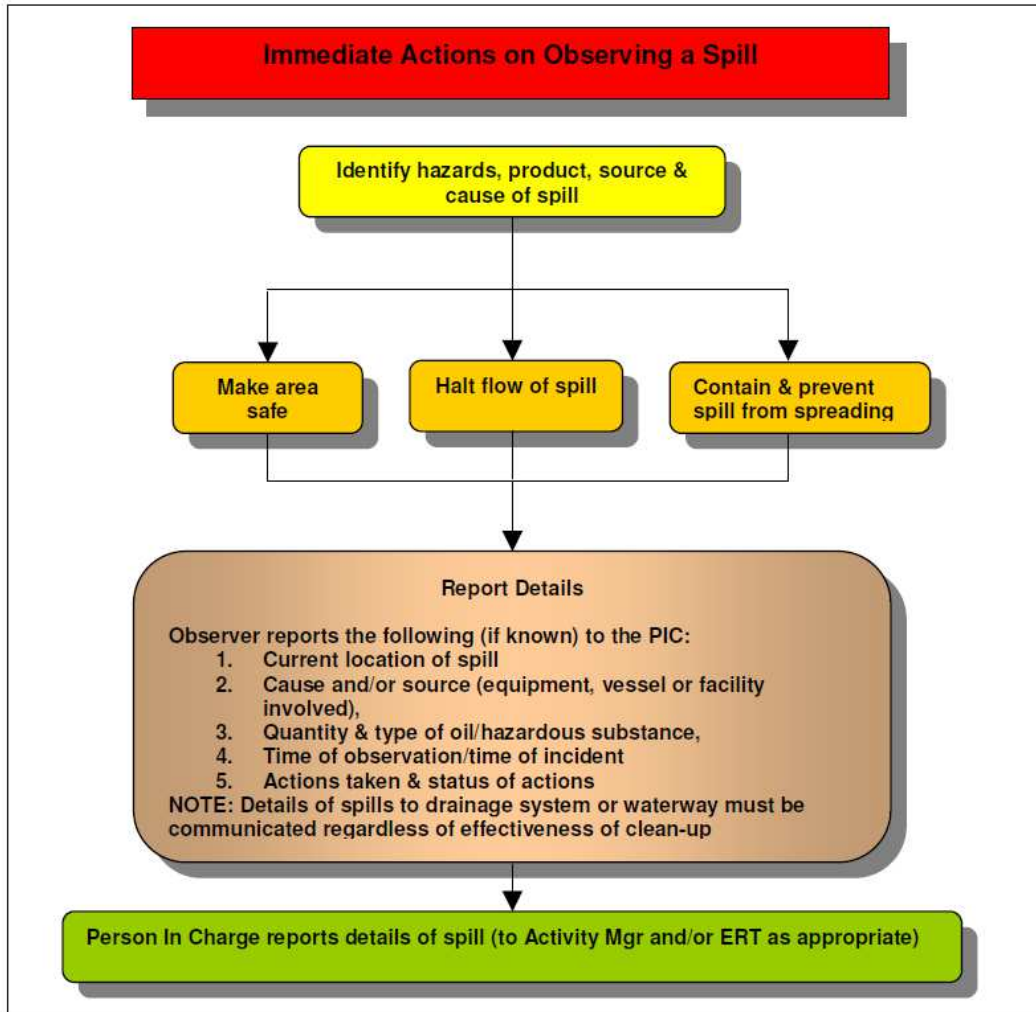 Immediate Actions on Observing a Spill
Identify hazards, product, source &
cause of spill
Make area
safe
Halt flow of spill
Contain & prevent
spill from spreading
Report Details
Observer reports the following (if known) to the PIC:
1. Current location of spill
2. Cause and/or source (equipment, vessel or facility
involved),
3. Quantity & type of oil/hazardous substance,
4. Time of observation/time of incident
5. Actions taken & status of actions
NOTE: Details of spills to drainage system or waterway must be
communicated regardless of effectiveness of clean-up
Person In Charge reports details of spill (to Activity Mgr and/or ERT as appropriate)